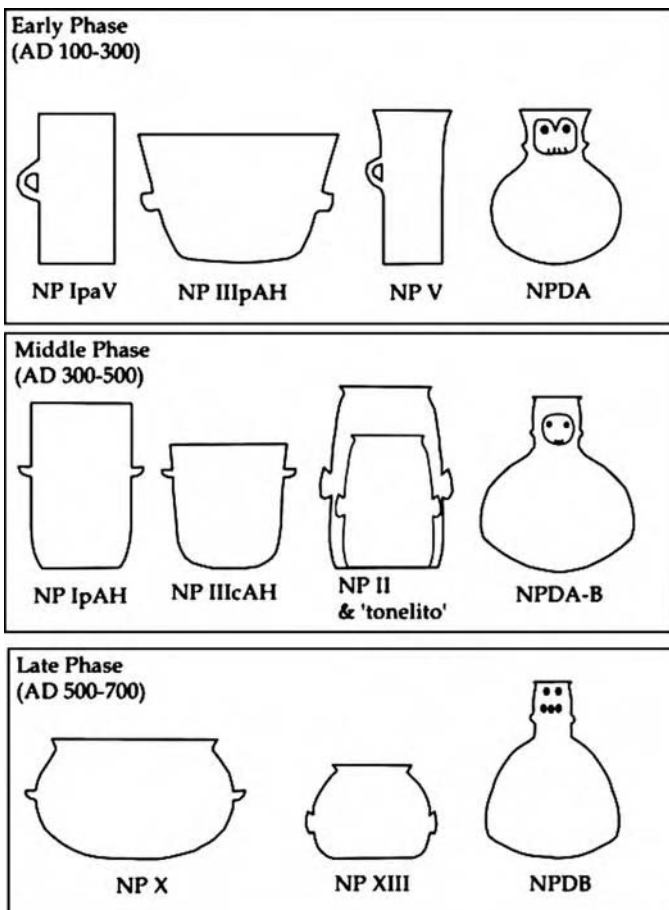 Early Phase
(AD 100-300)
NP IpaV
NP IIIpAH
NP V
NPDA
Middle Phase
(AD 300-500)
NP IpAH
NP IIIcAH
NP II
& 'tonelito'
NPDA-B
Late Phase
(AD 500-700)
NP X
NP XIII
NPDB